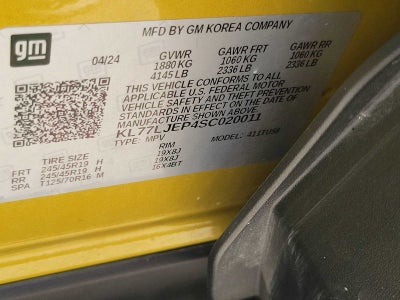 gm
MFD BY GM KOREA COMPANY
04/24 GVWR GAWR FRT GAWR RR
1880 KG 1060 KG 1060 KG
4145 LB 2336 LB 2336 LB
THIS VEHICLE CONFORMS TO ALL
APPLICABLE U.S. FEDERAL MOTOR
VEHICLE SAFETY, BUMPER, AND THEFT
PREVENTION STANDARDS IN EFFECT ON THE DATE OF
MANUFACTURE SHOWN ABOVE.
KL77LJEP4SC020011
TYPE: MPV MODEL: 411TUS6
TIRE SIZE RIM
FRT 245/45R19 H 19X8J
RR 245/45R19 H 19X8J
SPA T125/70R16 M 16X4BT